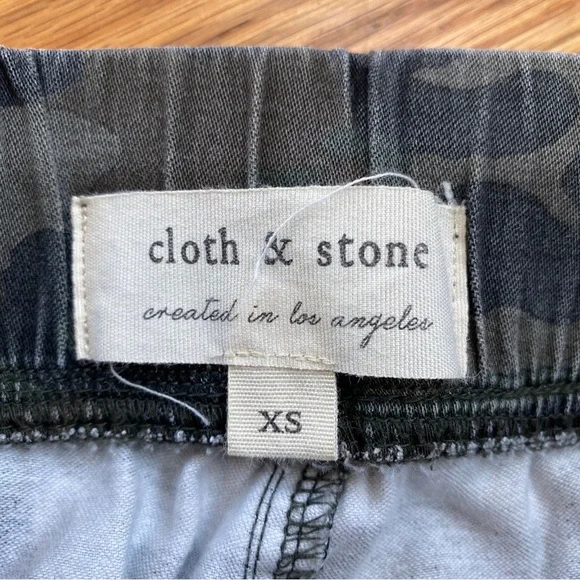 cloth & stone
created in los angeles
XS